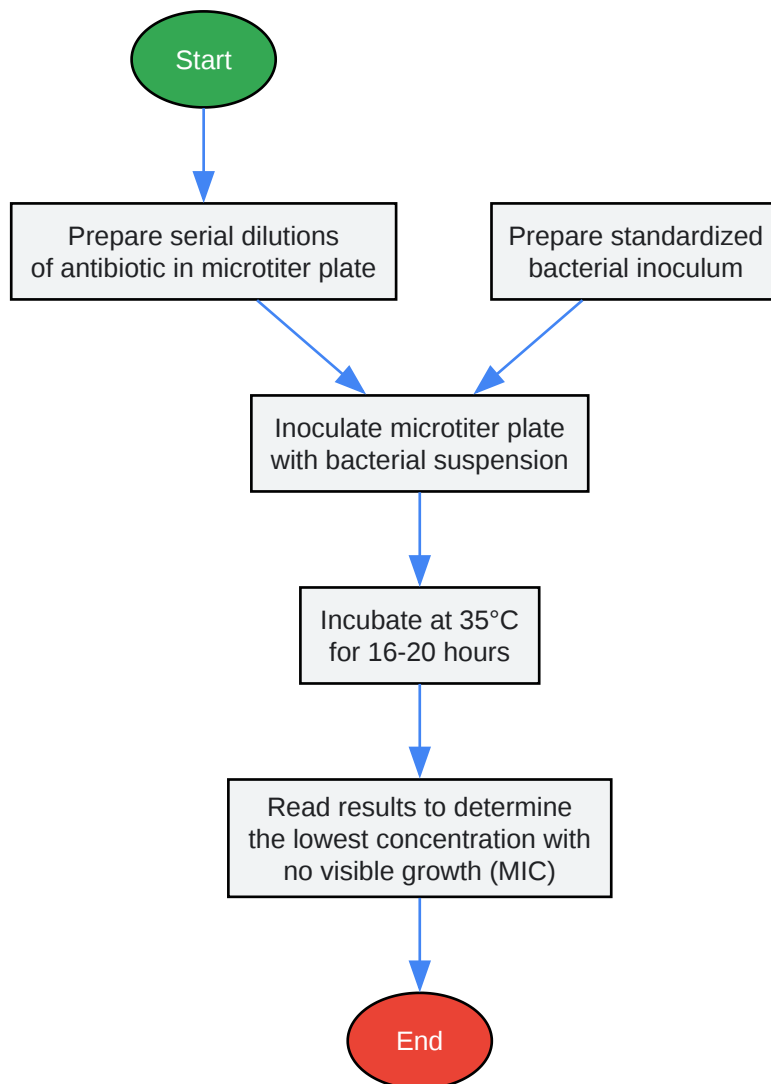 Start
Prepare serial dilutions
of antibiotic in microtiter plate
Prepare standardized
bacterial inoculum
Inoculate microtiter plate
with bacterial suspension
Incubate at 35°C
for 16-20 hours
Read results to determine
the lowest concentration with
no visible growth (MIC)
End